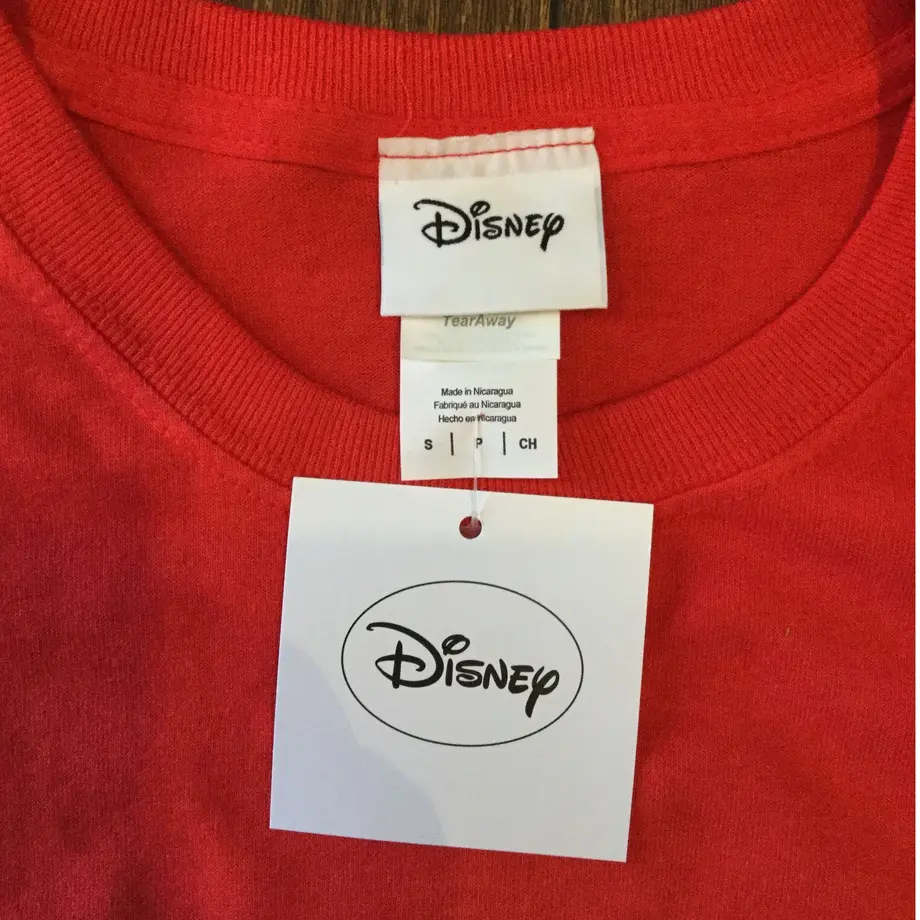 Disney
TearAway
Made in Nicaragua
Fabriqué au Nicaragua
Hecho en Nicaragua
S | P | CH
Disney